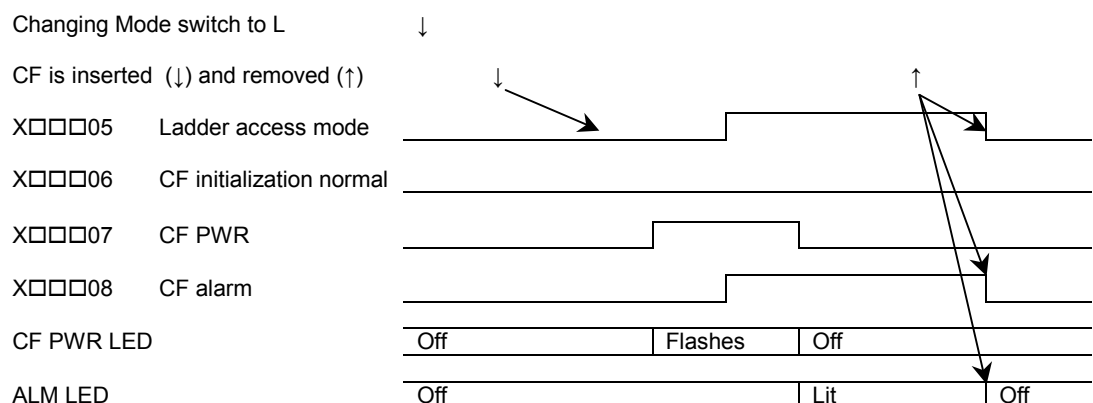 Changing Mode switch to L ↓
CF is inserted (↓) and removed (↑) ↓ ↑
X□□□05 Ladder access mode
X□□□06 CF initialization normal
X□□□07 CF PWR
X□□□08 CF alarm
CF PWR LED Off Flashes Off
ALM LED Off Lit Off